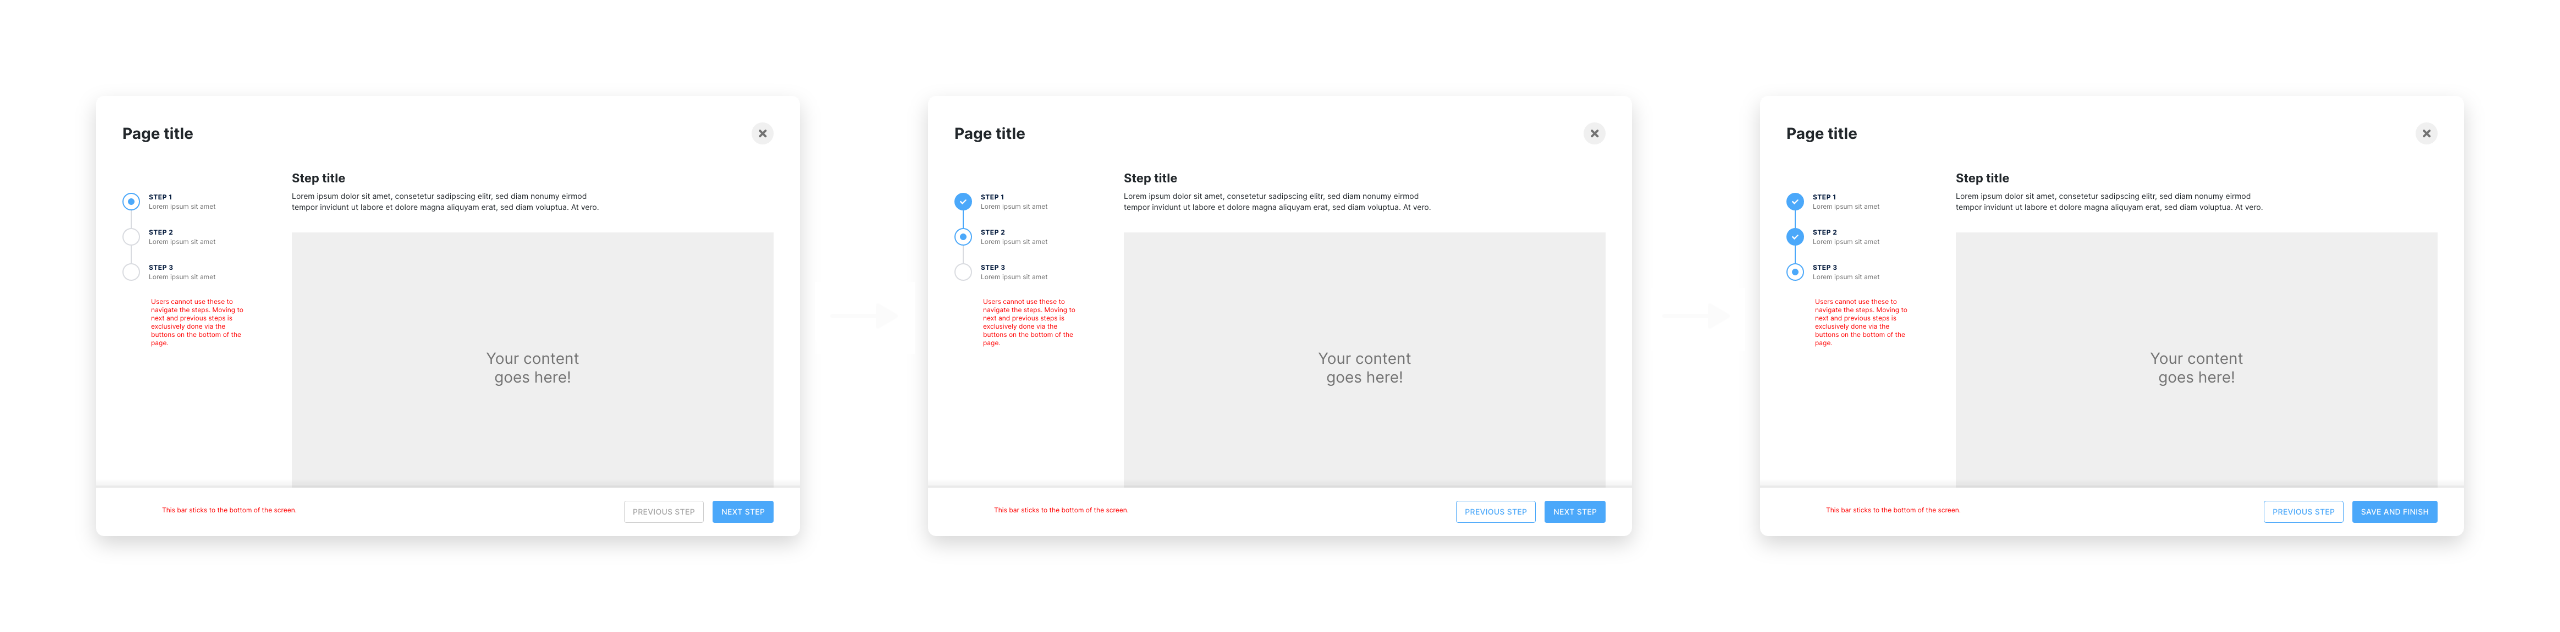 Page title
STEP 1
Lorem ipsum sit amet
STEP 2
Lorem ipsum sit amet
STEP 3
Lorem ipsum sit amet
Users cannot use these to
navigate the steps. Moving to
next and previous steps is
exclusively done via the
buttons on the bottom of the
page.
Step title
Lorem ipsum dolor sit amet, consetetur sadipscing elitr, sed diam nonumy eirmod
tempor invidunt ut labore et dolore magna aliquyam erat, sed diam voluptua. At vero.
Your content
goes here!
This bar sticks to the bottom of the screen.
PREVIOUS STEP
NEXT STEP
Page title
STEP 1
Lorem ipsum sit amet
STEP 2
Lorem ipsum sit amet
STEP 3
Lorem ipsum sit amet
Users cannot use these to
navigate the steps. Moving to
next and previous steps is
exclusively done via the
buttons on the bottom of the
page.
Step title
Lorem ipsum dolor sit amet, consetetur sadipscing elitr, sed diam nonumy eirmod
tempor invidunt ut labore et dolore magna aliquyam erat, sed diam voluptua. At vero.
Your content
goes here!
This bar sticks to the bottom of the screen.
PREVIOUS STEP
NEXT STEP
Page title
STEP 1
Lorem ipsum sit amet
STEP 2
Lorem ipsum sit amet
STEP 3
Lorem ipsum sit amet
Users cannot use these to
navigate the steps. Moving to
next and previous steps is
exclusively done via the
buttons on the bottom of the
page.
Step title
Lorem ipsum dolor sit amet, consetetur sadipscing elitr, sed diam nonumy eirmod
tempor invidunt ut labore et dolore magna aliquyam erat, sed diam voluptua. At vero.
Your content
goes here!
This bar sticks to the bottom of the screen.
PREVIOUS STEP
SAVE AND FINISH